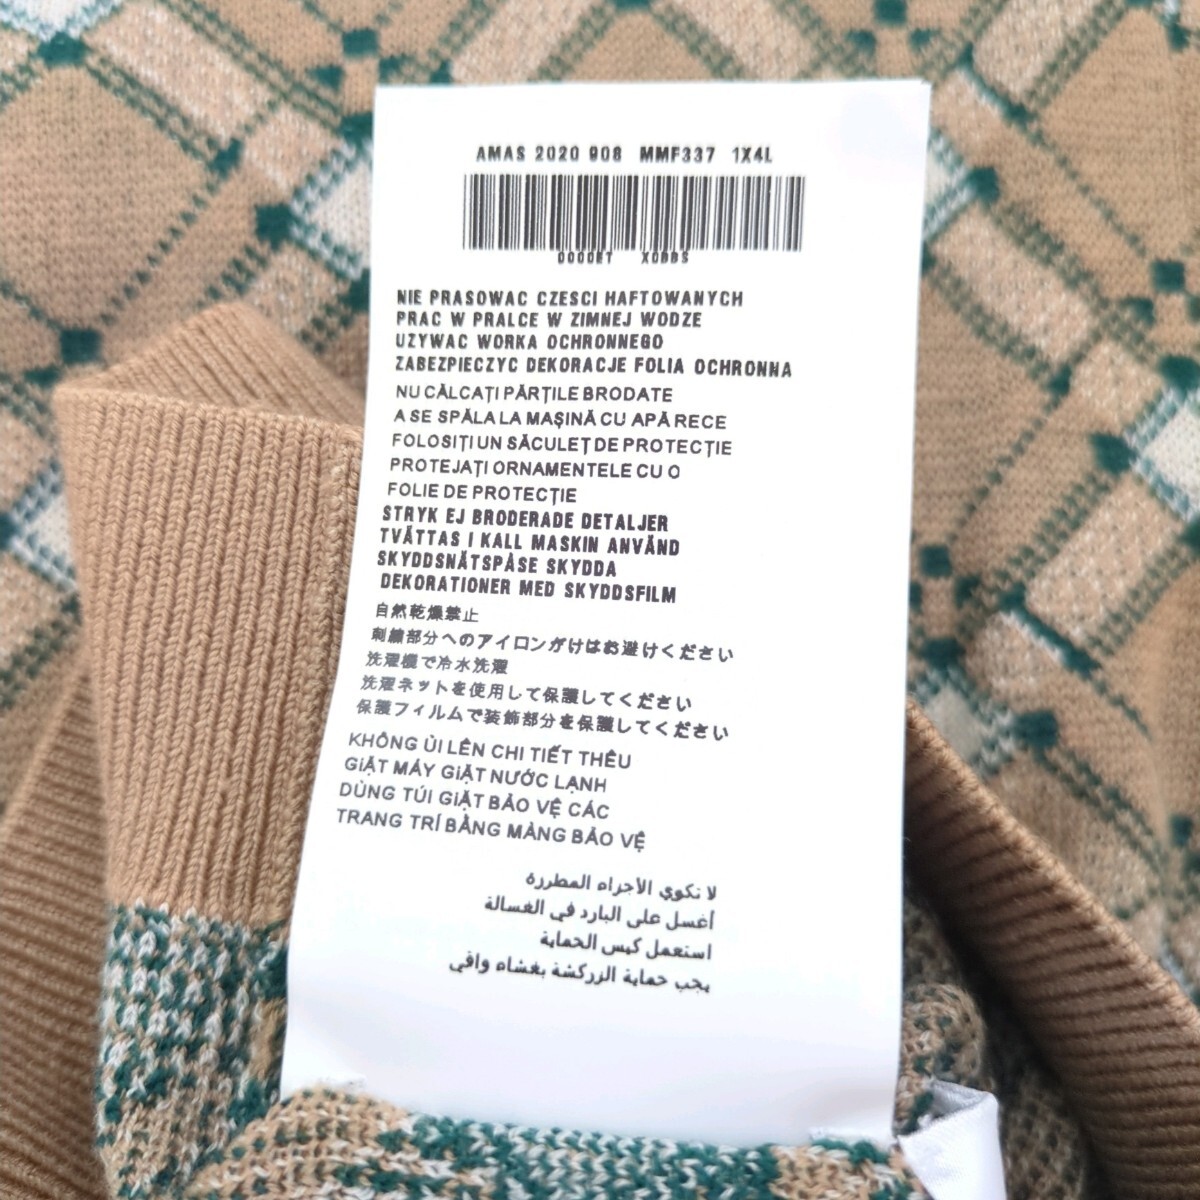 AMAS 2020 908 MMF337 1X4L
NIE PRASOWAC CZESCI HAFTOWANYCH
PRAC W PRALCE W ZIMNEJ WODZE
UZYWAC WORKA OCHRONNEGO
ZABEZPIECZYC DEKORACJE FOLIA OCHRONNA
NU CĂLCAȚI PĂRȚILE BRODATE
A SE SPĂLA LA MAȘINĂ CU APĂ RECE
FOLOSIȚI UN SĂCULEȚ DE PROTECȚIE
PROTEJAȚI ORNAMENTELE CU O
FOLIE DE PROTECȚIE
STRYK EJ BRODERADE DETALJER
TVÄTTAS I KALL MASKIN ANVÄND
SKYDDSNÄTSPÅSE SKYDDA
DEKORATIONER MED SKYDDSFILM
自然乾燥禁止
刺繍部分へのアイロンがけはお避けください
洗濯機で冷水洗濯
洗濯ネットを使用して保護してください
保護フィルムで装飾部分を保護してください
KHÔNG ỦI LÊN CHI TIẾT THÊU
GIẶT MÁY GIẶT NƯỚC LẠNH
DÙNG TÚI GIẶT BẢO VỆ CÁC
TRANG TRÍ BẰNG MÀNG BẢO VỆ
لا تكوي الأجزاء المطرزة
أغسل على البارد في الغسالة
استعمل كيس الحماية
يجب حماية الزركشة بغشاء واقي